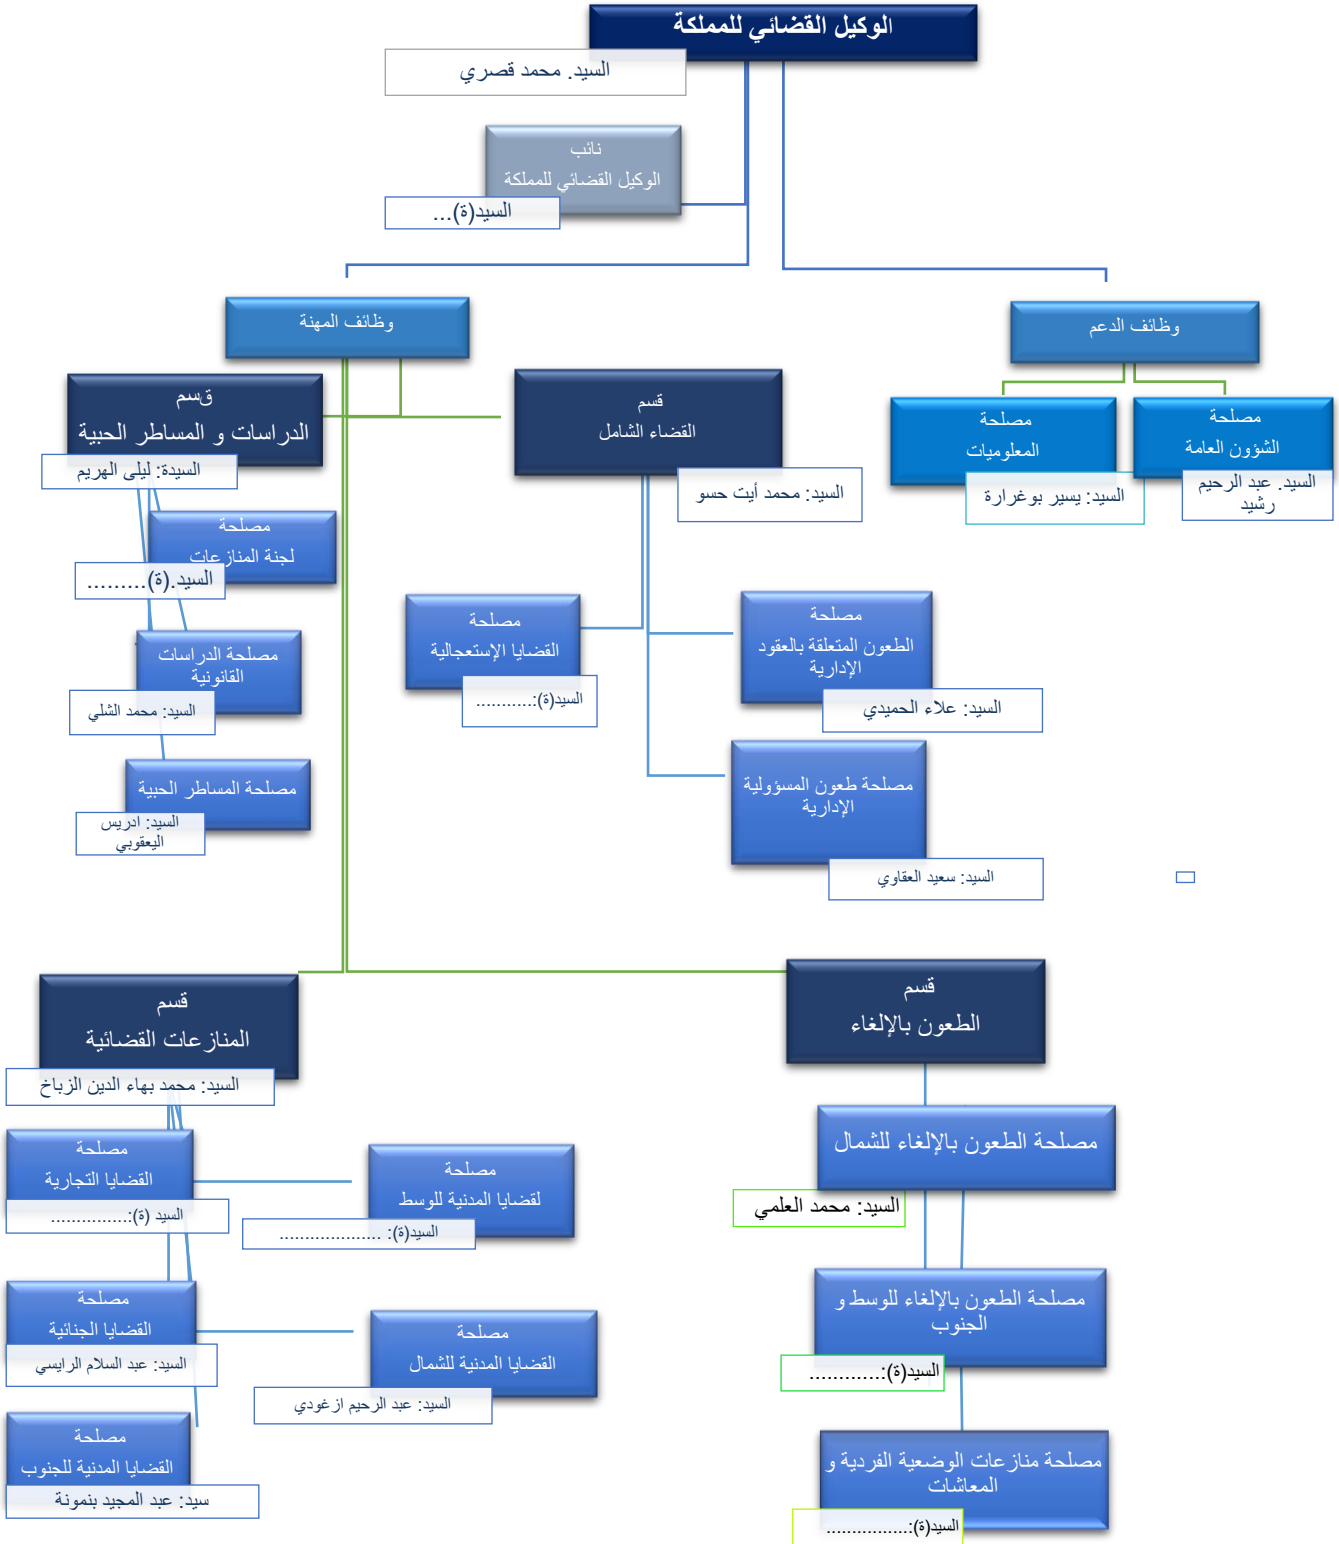 الوكيل القضائي للمملكة
السيد. محمد قصري
نائب
الوكيل القضائي للمملكة
السيد(ة)...
وظائف المهنة
وظائف الدعم
قسم
الدراسات و المساطر الحبية
السيدة: ليلى الهريم
قسم
القضاء الشامل
السيد: محمد أيت حسو
مصلحة
المعلوميات
السيد: يسير بوغرارة
مصلحة
الشؤون العامة
السيد. عبد الرحيم
رشيد
مصلحة
لجنة المنازعات
السيد.(ة).........
مصلحة الدراسات
القانونية
السيد: محمد الشلي
مصلحة المساطر الحبية
السيد: ادريس
اليعقوبي
مصلحة
القضايا الإستعجالية
السيد(ة):............
مصلحة
الطعون المتعلقة بالعقود
الإدارية
السيد: علاء الحميدي
مصلحة طعون المسؤولية
الإدارية
السيد: سعيد العقاوي
قسم
المنازعات القضائية
السيد: محمد بهاء الدين الزباخ
قسم
الطعون بالإلغاء
مصلحة
القضايا التجارية
السيد (ة):...............
مصلحة
لقضايا المدنية للوسط
السيد(ة): ....................
مصلحة
القضايا الجنائية
السيد: عبد السلام الرايسي
مصلحة
القضايا المدنية للشمال
السيد: عبد الرحيم ازغودي
مصلحة
القضايا المدنية للجنوب
سيد: عبد المجيد بنمونة
مصلحة الطعون بالإلغاء للشمال
السيد: محمد العلمي
مصلحة الطعون بالإلغاء للوسط و
الجنوب
السيد(ة):.............
مصلحة منازعات الوضعية الفردية و
المعاشات
السيد(ة):................